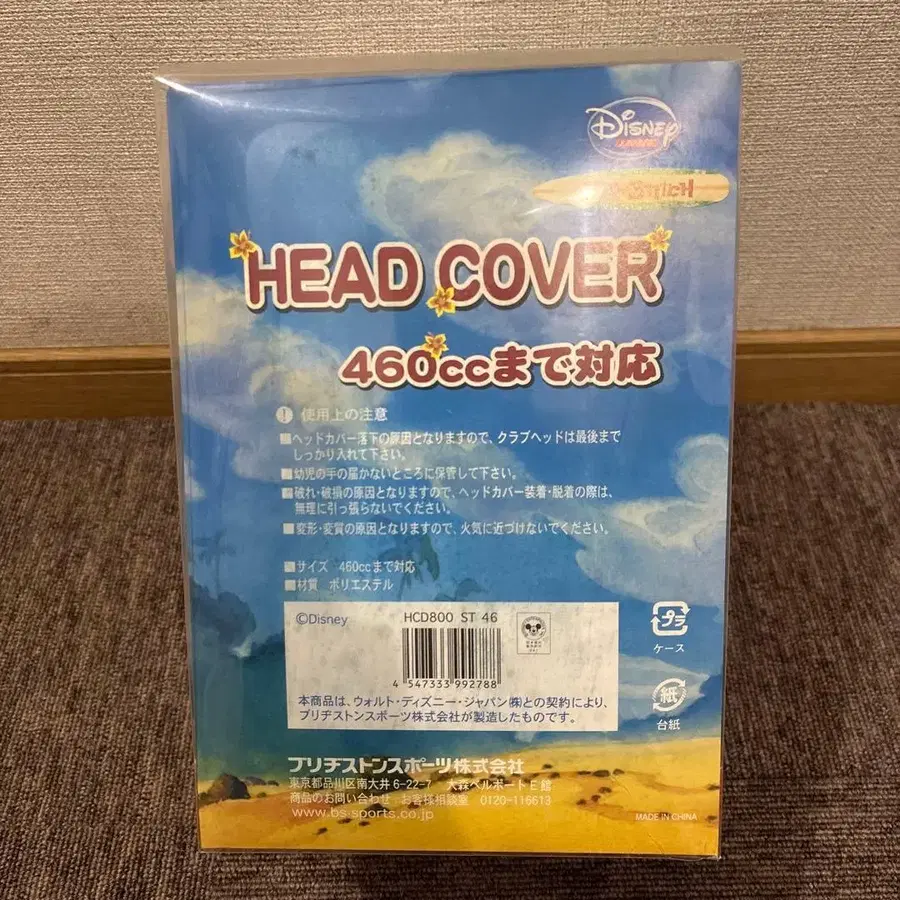 Disney
STITCH
HEAD COVER
460ccまで対応
! 使用上の注意
■ヘッドカバー落下の原因となりますので、クラブヘッドは最後まで
しっかり入れて下さい。
■幼児の手の届かないところに保管して下さい。
■破れ・破損の原因となりますので、ヘッドカバー装着・脱着の際は、
無理に引っ張らないでください。
■変形・変質の原因となりますので、火気に近づけないでください。
■サイズ 460ccまで対応
■材質 ポリエステル
©Disney
HCD800 ST 46
4 547333 992788
本商品は、ウォルト・ディズニー・ジャパン(株)との契約により、
ブリヂストンスポーツ株式会社が製造したものです。
プラ
ケース
紙
台紙
ブリヂストンスポーツ株式会社
東京都品川区南大井6-22-7 大森ベルポートE館
商品のお問い合わせ お客様相談室 0120-116613
www.bs-sports.co.jp
MADE IN CHINA